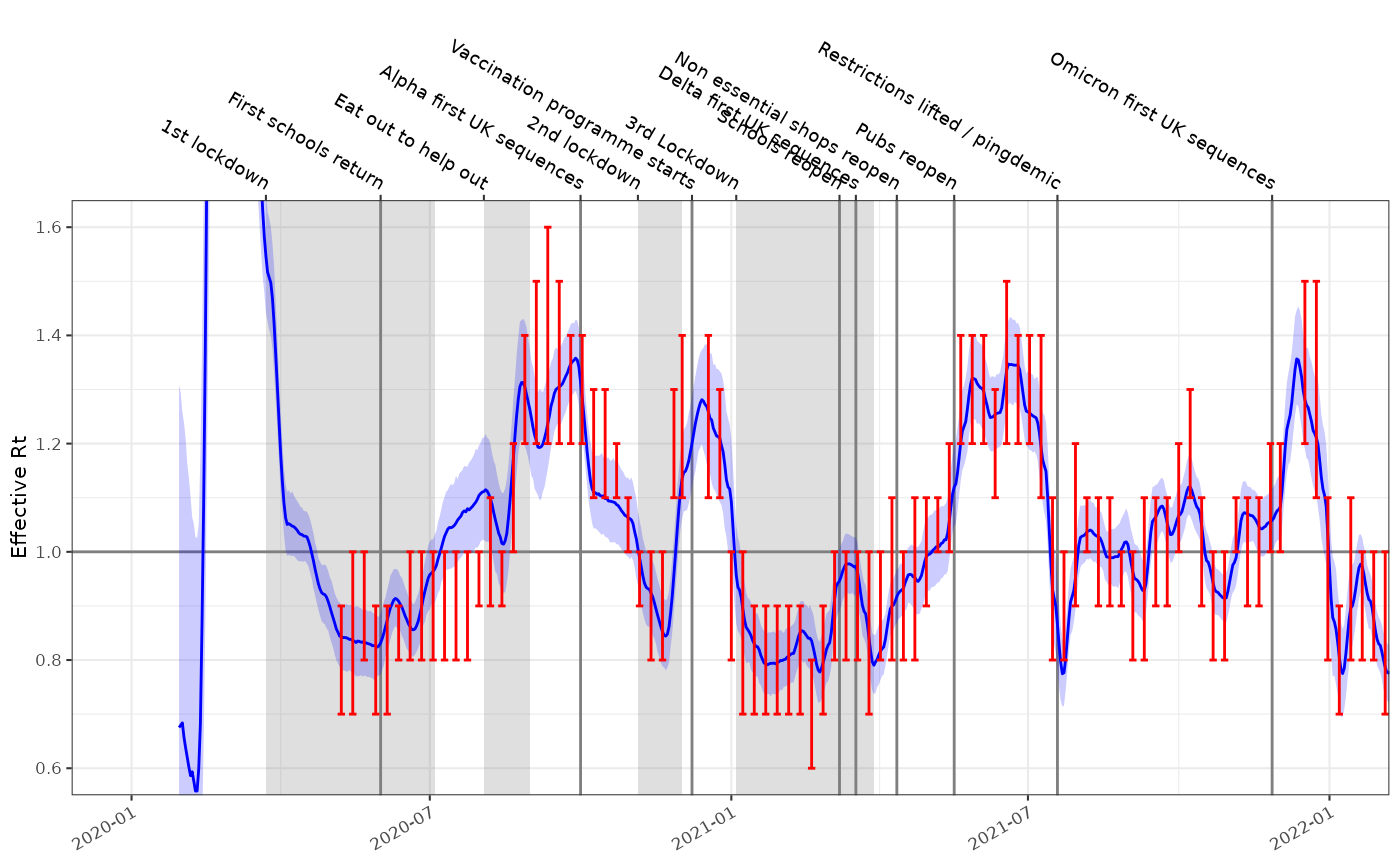 1st lockdown
First schools return
Eat out to help out
Alpha first UK sequences
2nd lockdown
Vaccination programme starts
3rd Lockdown
Schools reopen
Delta first UK sequences
Non essential shops reopen
Pubs reopen
Restrictions lifted / pingdemic
Omicron first UK sequences
1.6
1.4
1.2
1.0
0.8
0.6
Effective Rt
2020-01
2020-07
2021-01
2021-07
2022-01